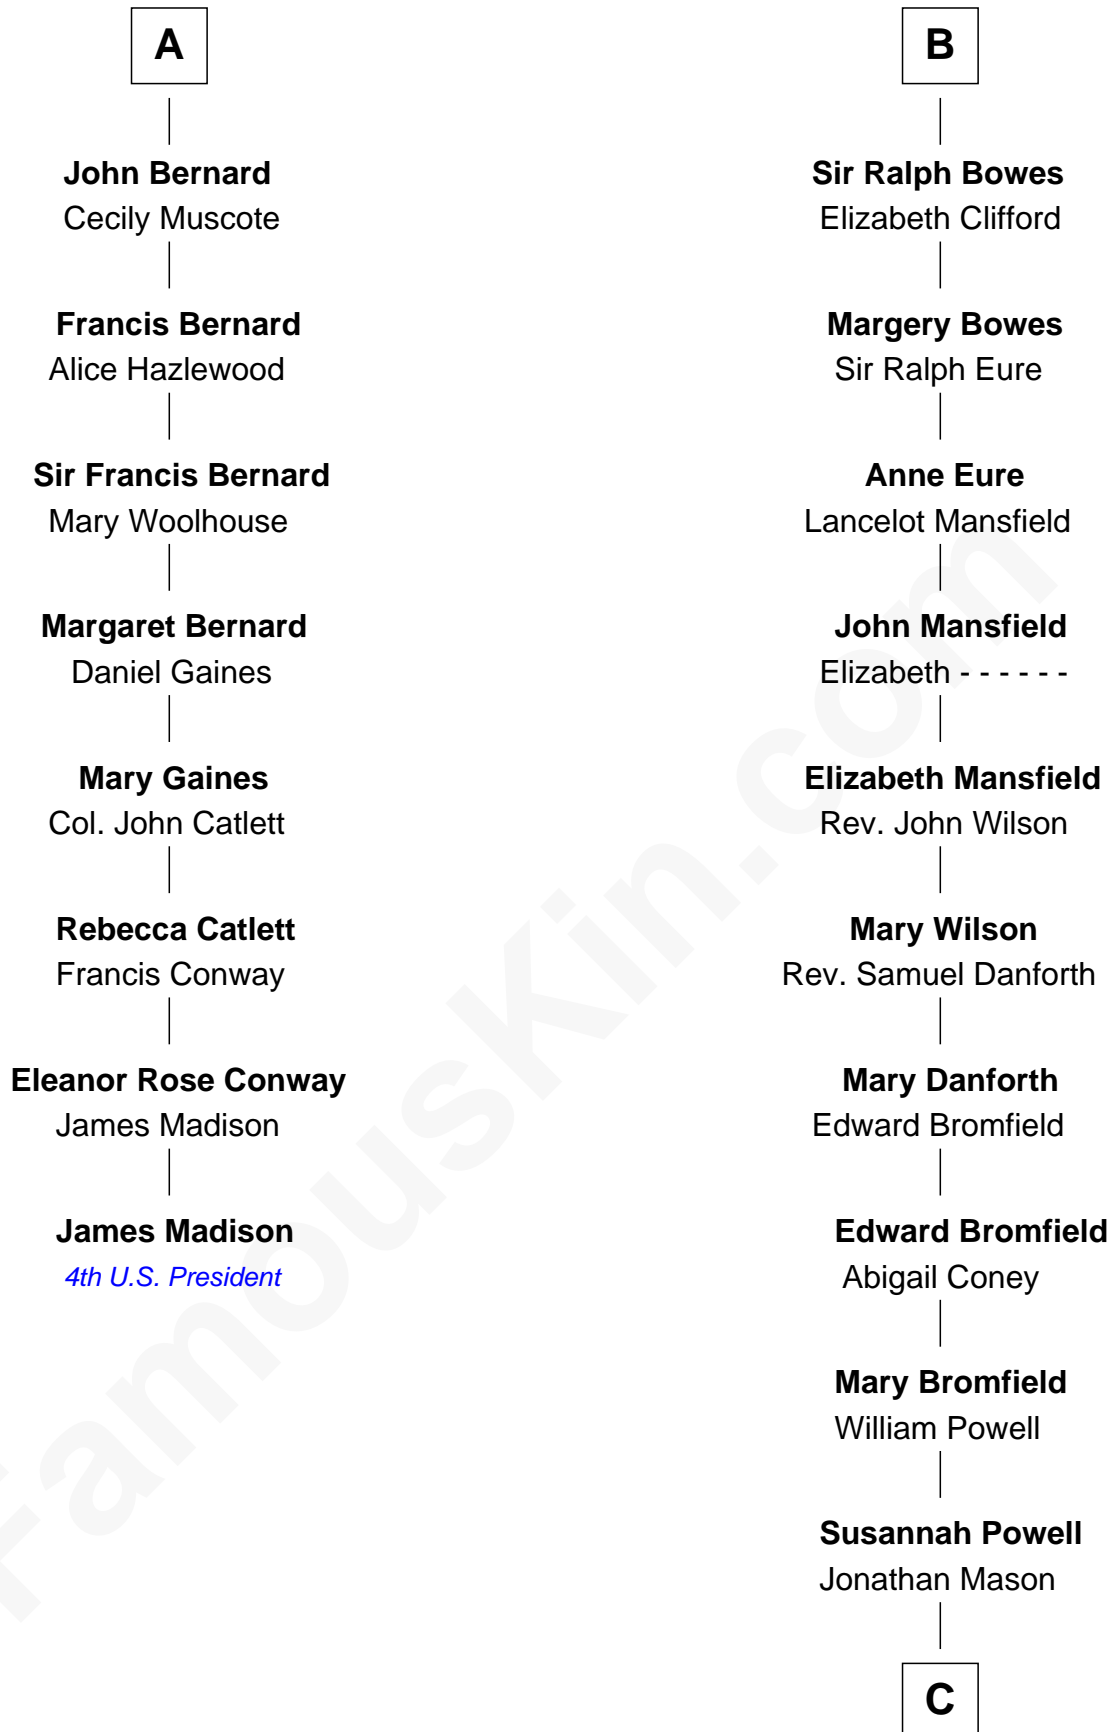 A
John Bernard
Cecily Muscote
Francis Bernard
Alice Hazlewood
Sir Francis Bernard
Mary Woolhouse
Margaret Bernard
Daniel Gaines
Mary Gaines
Col. John Catlett
Rebecca Catlett
Francis Conway
Eleanor Rose Conway
James Madison
James Madison
4th U.S. President
B
Sir Ralph Bowes
Elizabeth Clifford
Margery Bowes
Sir Ralph Eure
Anne Eure
Lancelot Mansfield
John Mansfield
Elizabeth - - - - - -
Elizabeth Mansfield
Rev. John Wilson
Mary Wilson
Rev. Samuel Danforth
Mary Danforth
Edward Bromfield
Edward Bromfield
Abigail Coney
Mary Bromfield
William Powell
Susannah Powell
Jonathan Mason
C
FamousKin.com